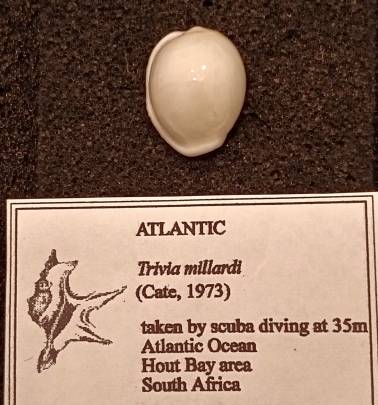 ATLANTIC
Trivia millardi
(Cate, 1973)
taken by scuba diving at 35m
Atlantic Ocean
Hout Bay area
South Africa